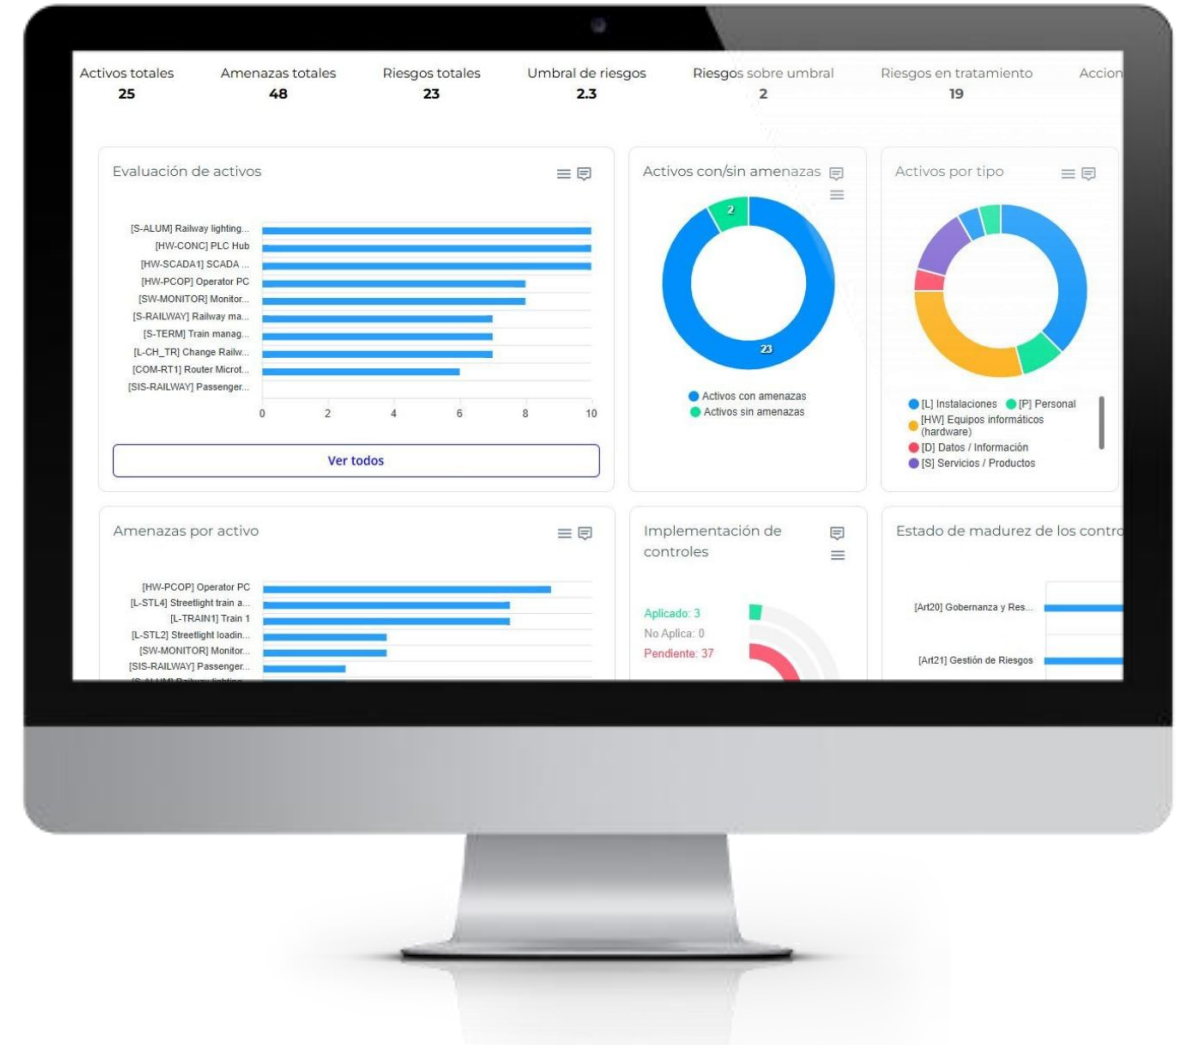 Activos totales
25
Amenazas totales
48
Riesgos totales
23
Umbral de riesgos
2.3
Riesgos sobre umbral
2
Riesgos en tratamiento
19
Accion
Evaluación de activos
[S-ALUM] Railway lighting...
[HW-CONC] PLC Hub
[HW-SCADA1] SCADA ...
[HW-PCOP] Operator PC
[SW-MONITOR] Monitor...
[S-RAILWAY] Railway ma...
[S-TERM] Train manag...
[L-CH_TR] Change Railw...
[COM-RT1] Router Microt...
[SIS-RAILWAY] Passenger...
0 2 4 6 8 10
Ver todos
Activos con/sin amenazas
2
23
Activos con amenazas
Activos sin amenazas
Activos por tipo
[L] Instalaciones [P] Personal
[HW] Equipos informáticos
(hardware)
[D] Datos / Información
[S] Servicios / Productos
Amenazas por activo
[HW-PCOP] Operator PC
[L-STL4] Streetlight train a...
[L-TRAIN1] Train 1
[L-STL2] Streetlight loadin...
[SW-MONITOR] Monitor...
[SIS-RAILWAY] Passenger...
Implementación de
controles
Aplicado: 3
No Aplica: 0
Pendiente: 37
Estado de madurez de los contro
[Art20] Gobernanza y Res...
[Art21] Gestión de Riesgos